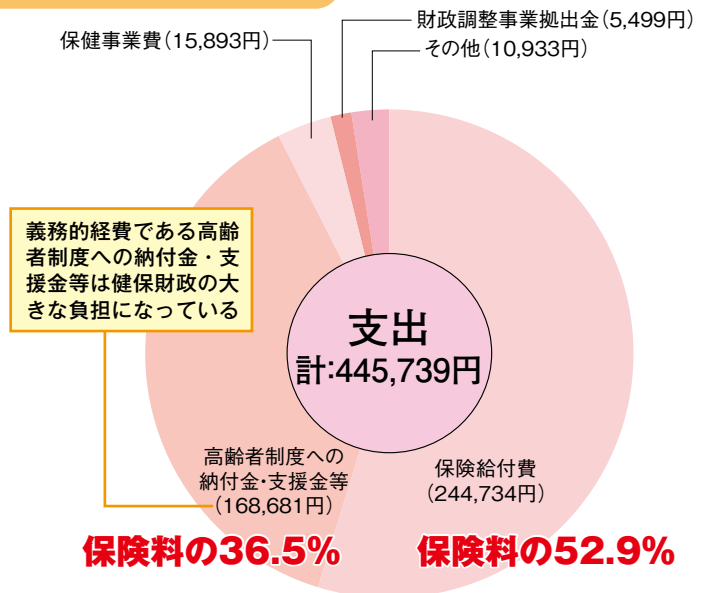 財政調整事業拠出金(5,499円)
保健事業費(15,893円)
その他(10,933円)
義務的経費である高齢
者制度への納付金・支
援金等は健保財政の大
きな負担になっている
支出
計:445,739円
高齢者制度への
納付金・支援金等
(168,681円)
保険給付費
(244,734円)
保険料の36.5%
保険料の52.9%